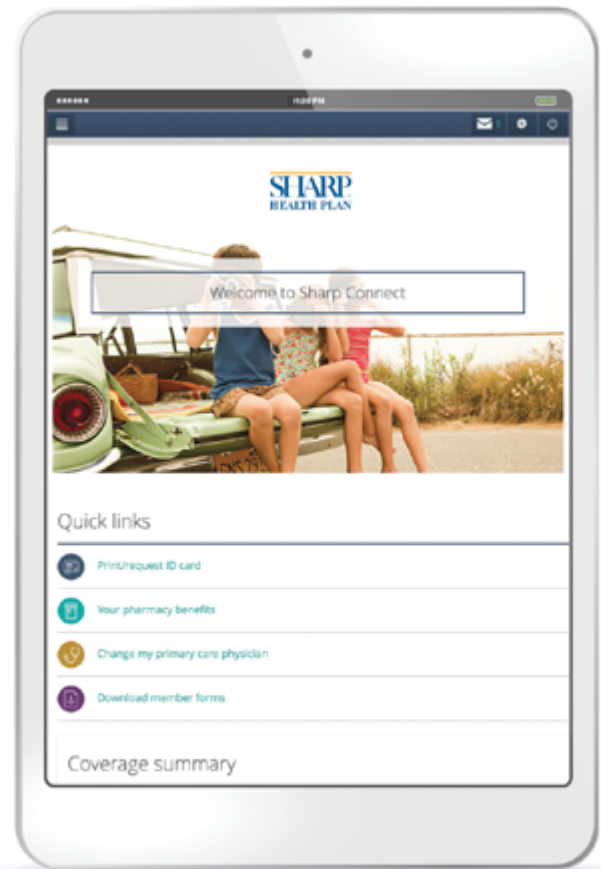 SHARP
HEALTH PLAN
Welcome to Sharp Connect
Quick links
Print/request ID card
Your pharmacy benefits
Change my primary care physician
Download member forms
Coverage summary